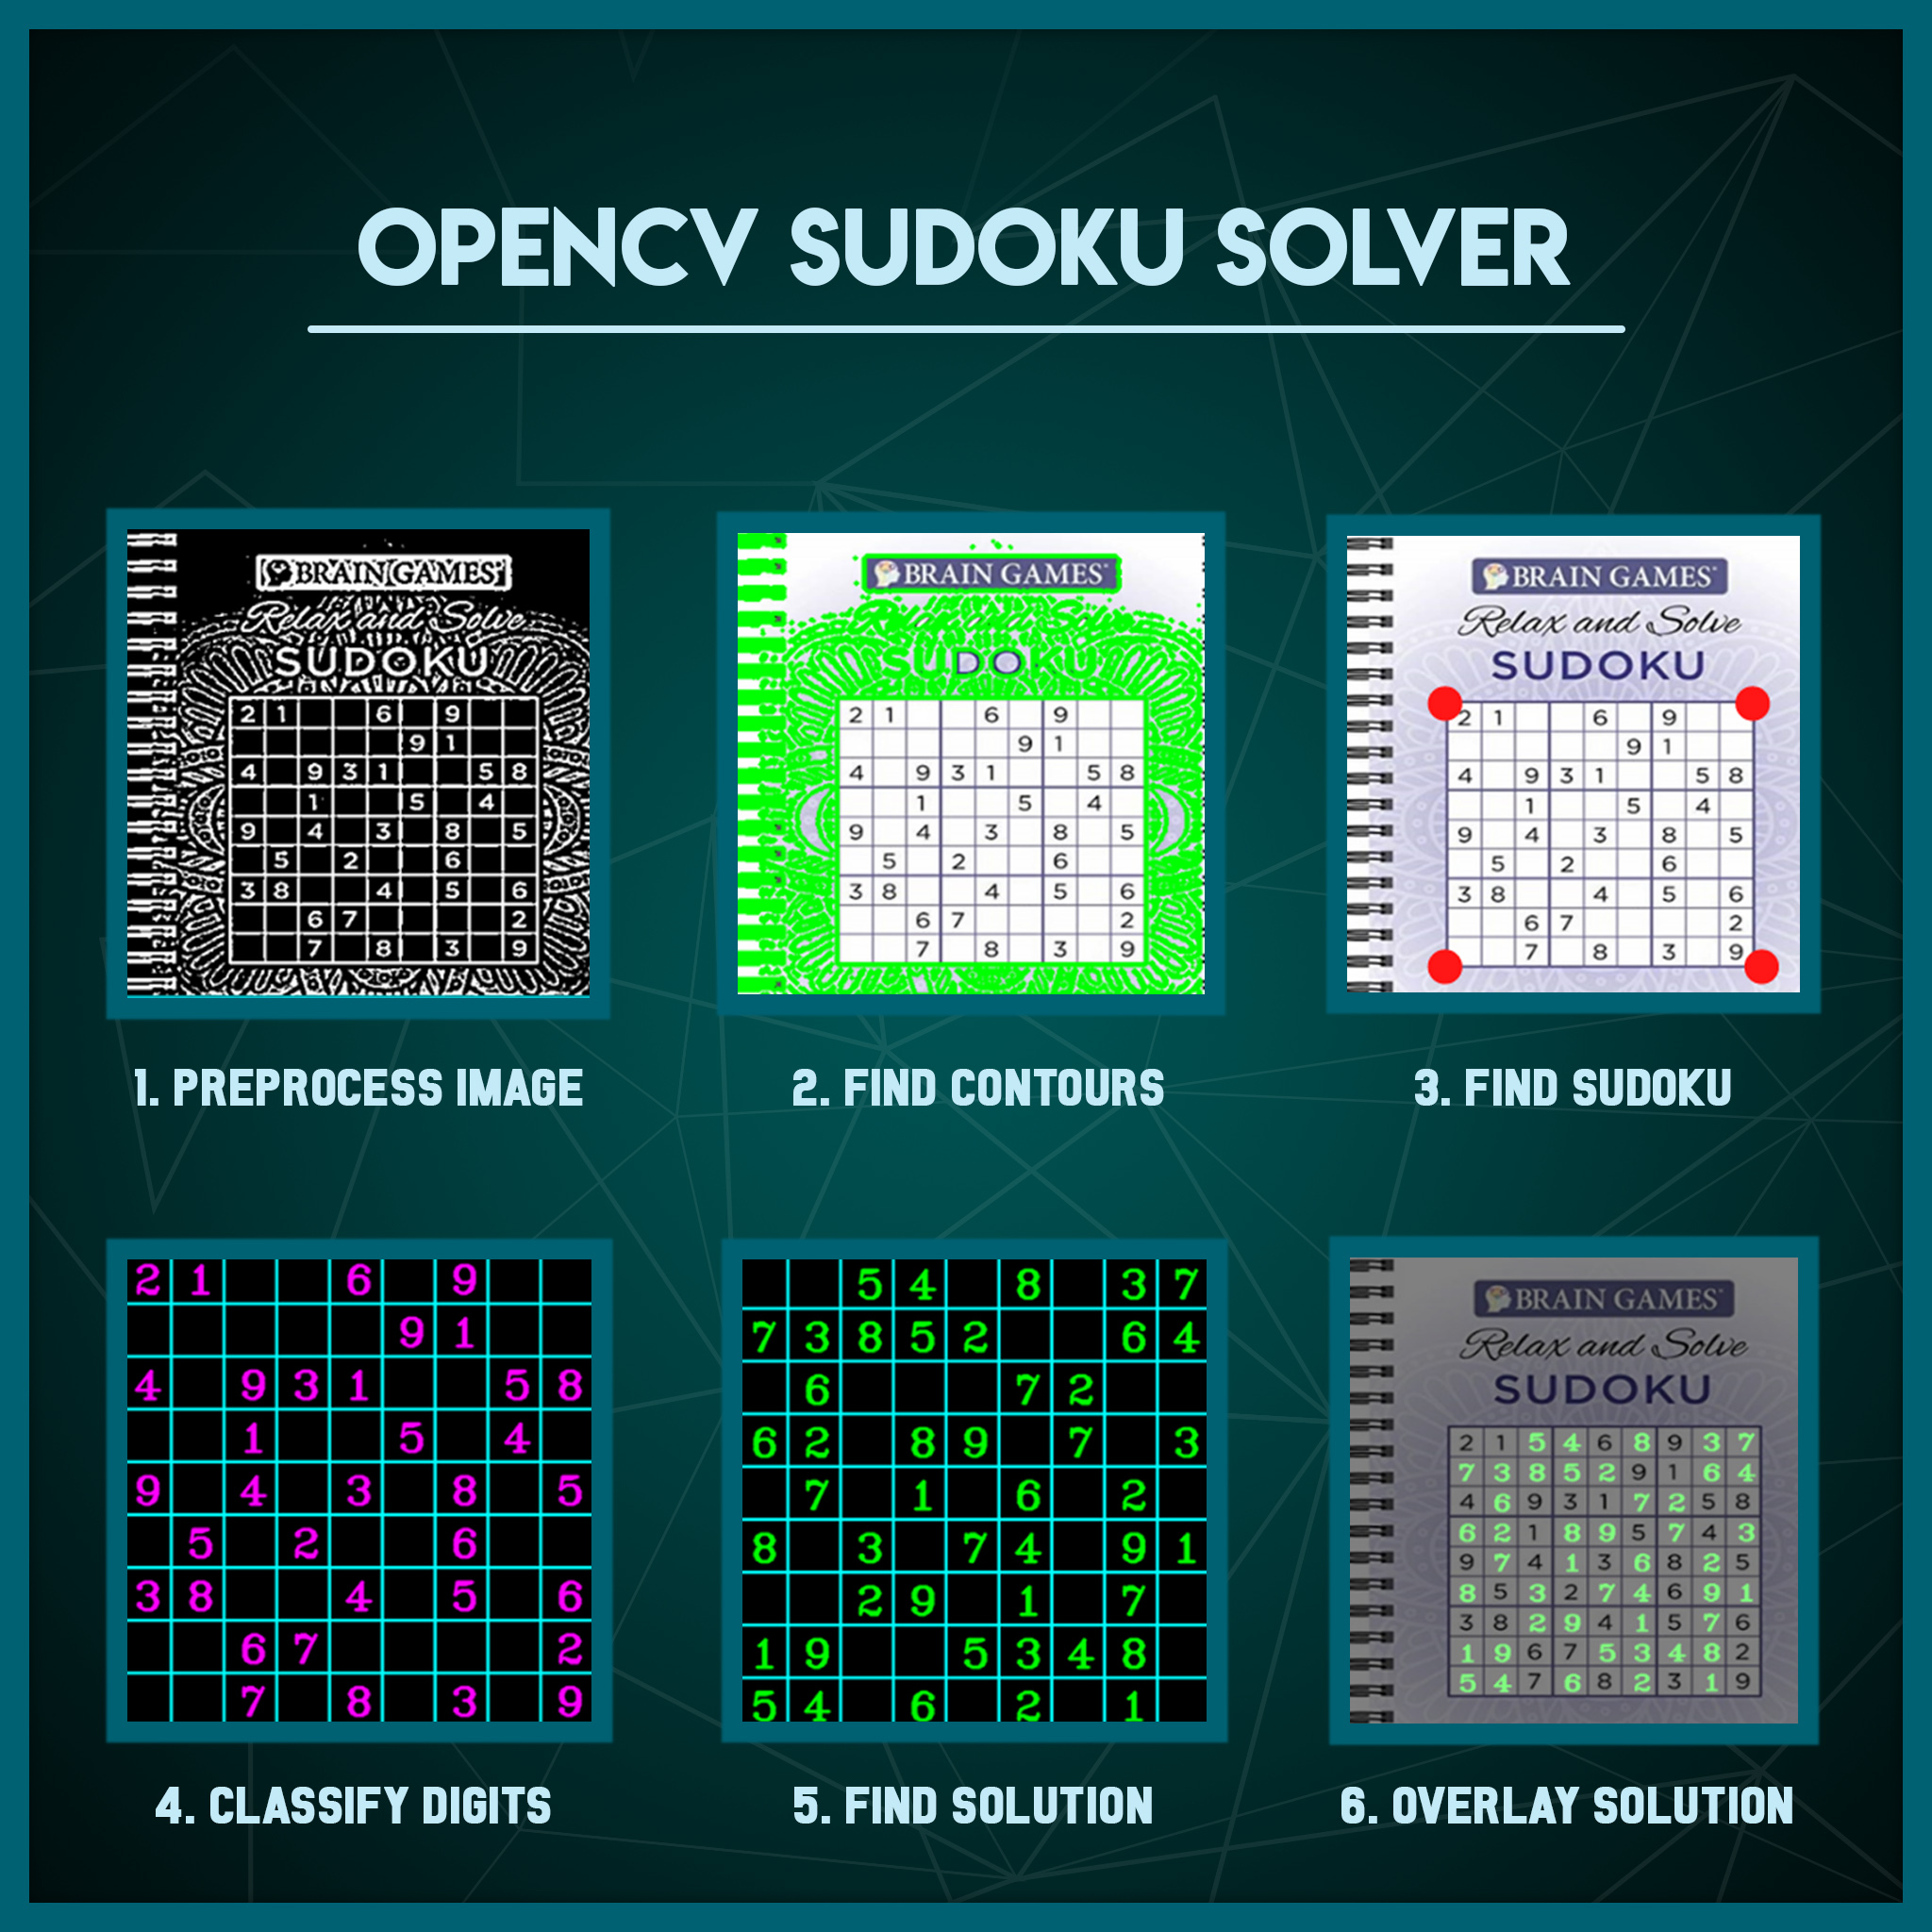 OPENCV SUDOKU SOLVER
BRAIN GAMES
Relax and Solve
SUDOKU
2 1 6 9
9 1
4 9 3 1 5 8
1 5 4
9 4 3 8 5
5 2 6
3 8 4 5 6
6 7 2
7 8 3 9
1. PREPROCESS IMAGE
BRAIN GAMES
Relax and Solve
SUDOKU
2 1 6 9
9 1
4 9 3 1 5 8
1 5 4
9 4 3 8 5
5 2 6
3 8 4 5 6
6 7 2
7 8 3 9
2. FIND CONTOURS
BRAIN GAMES
Relax and Solve
SUDOKU
2 1 6 9
9 1
4 9 3 1 5 8
1 5 4
9 4 3 8 5
5 2 6
3 8 4 5 6
6 7 2
7 8 3 9
3. FIND SUDOKU
2 1 6 9
9 1
4 9 3 1 5 8
1 5 4
9 4 3 8 5
5 2 6
3 8 4 5 6
6 7 2
7 8 3 9
4. CLASSIFY DIGITS
5 4 8 3 7
7 3 8 5 2 6 4
6 7 2
6 2 8 9 7 3
7 1 6 2
8 3 7 4 9 1
2 9 1 7
1 9 5 3 4 8
5 4 6 2 1
5. FIND SOLUTION
BRAIN GAMES
Relax and Solve
SUDOKU
2 1 5 4 6 8 9 3 7
7 3 8 5 2 9 1 6 4
4 6 9 3 1 7 2 5 8
6 2 1 8 9 5 7 4 3
9 7 4 1 3 6 8 2 5
8 5 3 2 7 4 6 9 1
3 8 2 9 4 1 5 7 6
1 9 6 7 5 3 4 8 2
5 4 7 6 8 2 3 1 9
6. OVERLAY SOLUTION